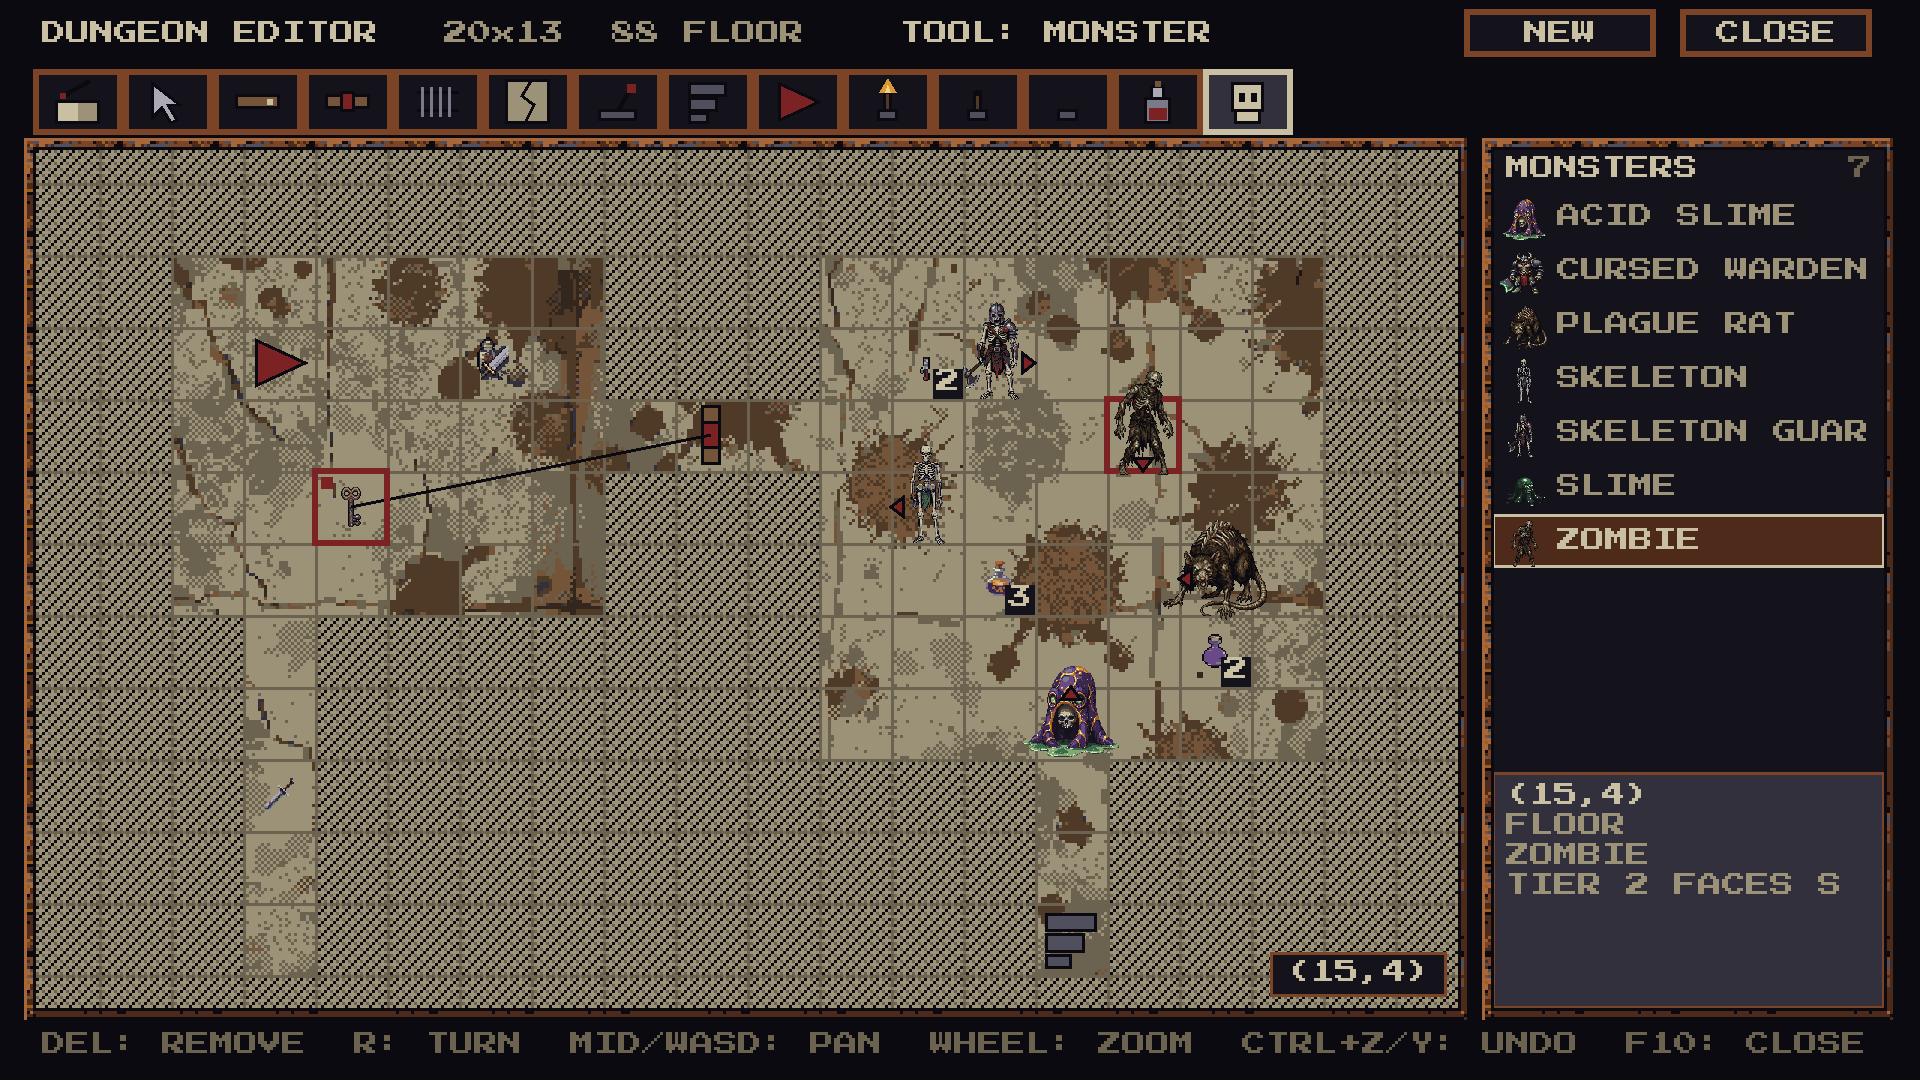 DUNGEON EDITOR 20x13 88 FLOOR TOOL: MONSTER NEW CLOSE
MONSTERS 7
ACID SLIME
CURSED WARDEN
PLAGUE RAT
SKELETON
SKELETON GUAR
SLIME
ZOMBIE
2
3
2
(15,4)
FLOOR
ZOMBIE
TIER 2 FACES S
(15,4)
DEL: REMOVE R: TURN MID/WASD: PAN WHEEL: ZOOM CTRL+Z/Y: UNDO F10: CLOSE